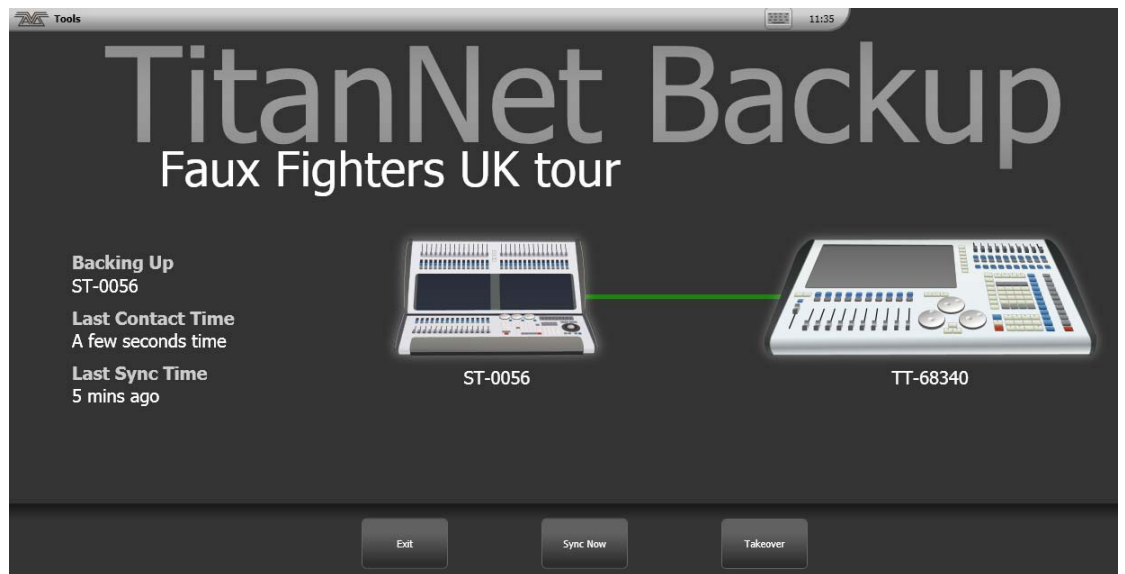 Tools
11:35
TitanNet Backup
Faux Fighters UK tour
Backing Up
ST-0056
Last Contact Time
A few seconds time
Last Sync Time
5 mins ago
ST-0056
TT-68340
Exit
Sync Now
Takeover